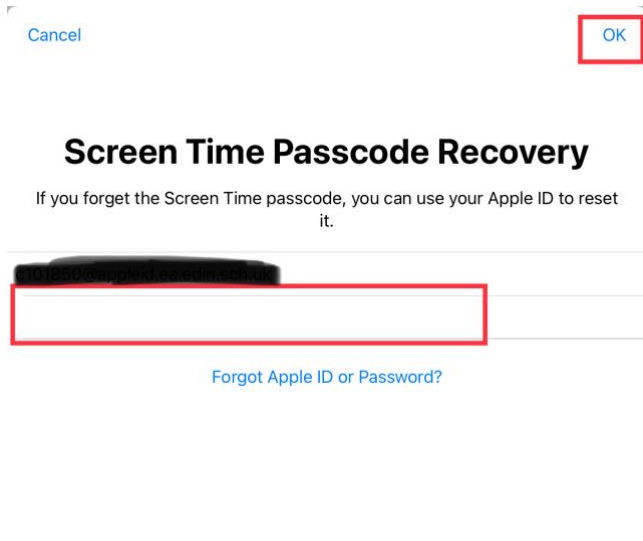 Cancel
OK
Screen Time Passcode Recovery
If you forget the Screen Time passcode, you can use your Apple ID to reset
it.
Forgot Apple ID or Password?